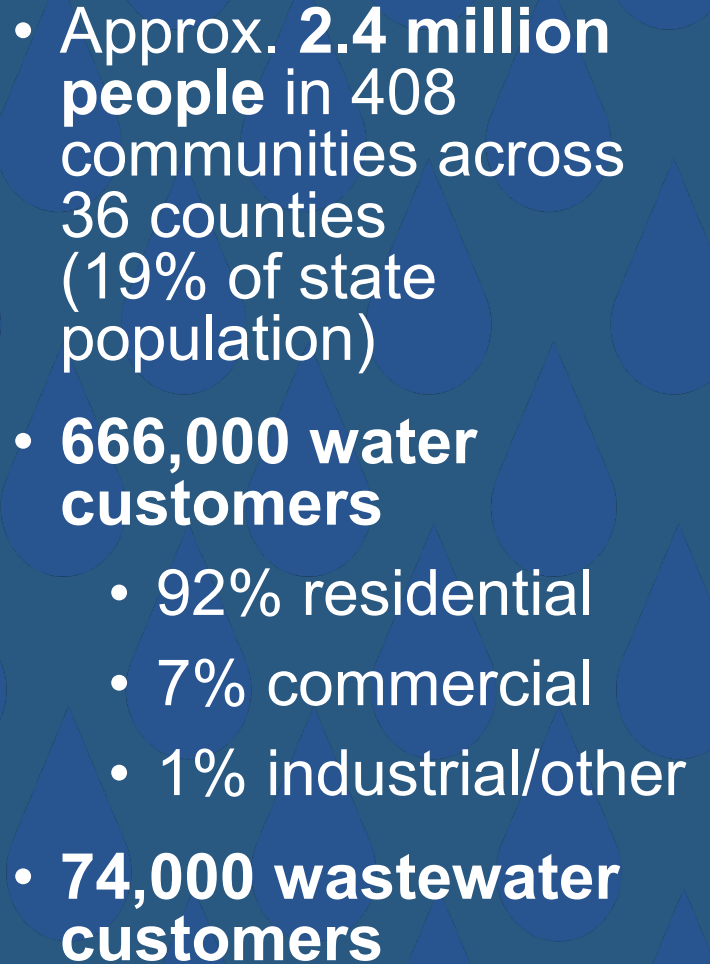 • Approx. 2.4 million
people in 408
communities across
36 counties
(19% of state
population)
• 666,000 water
customers
• 92% residential
• 7% commercial
• 1% industrial/other
• 74,000 wastewater
customers